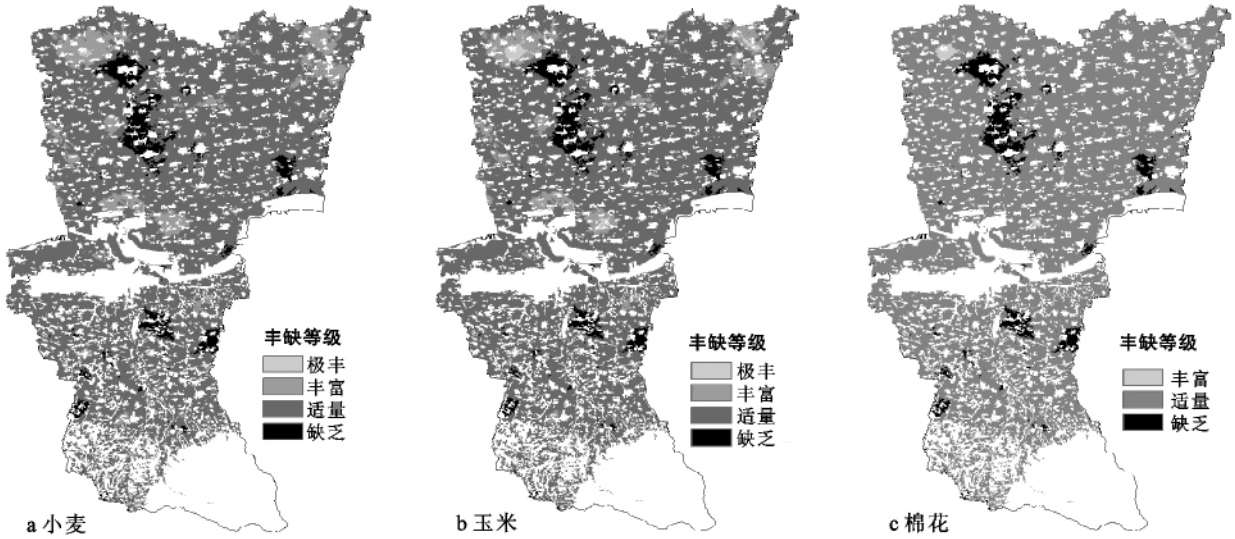 丰缺等级
极丰
丰富
适量
缺乏
a 小麦
丰缺等级
极丰
丰富
适量
缺乏
b 玉米
丰缺等级
丰富
适量
缺乏
c 棉花